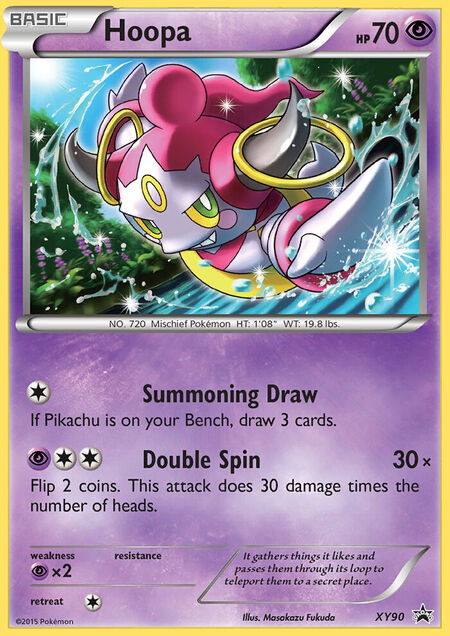 BASIC
Hoopa
HP70
NO. 720 Mischief Pokémon HT: 1'08" WT: 19.8 lbs.
Summoning Draw
If Pikachu is on your Bench, draw 3 cards.
Double Spin 30×
Flip 2 coins. This attack does 30 damage times the
number of heads.
weakness resistance
×2
retreat
It gathers things it likes and
passes them through its loop to
teleport them to a secret place.
©2015 Pokémon
Illus. Masakazu Fukuda
XY90